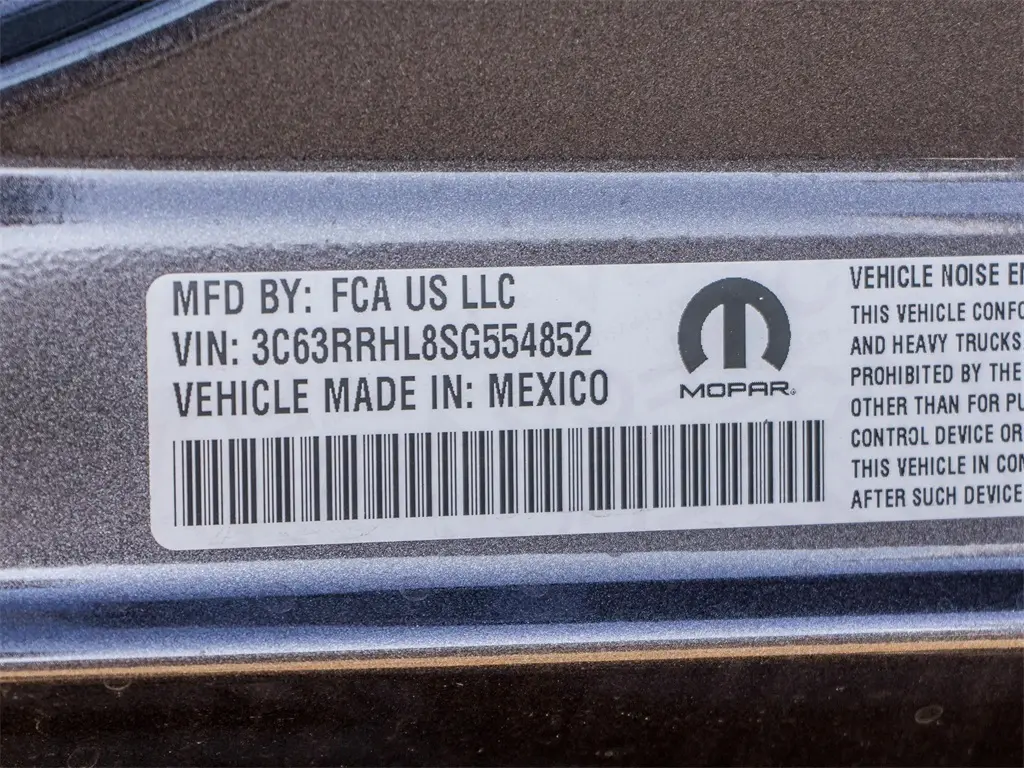 MFD BY: FCA US LLC
VIN: 3C63RRHL8SG554852
VEHICLE MADE IN: MEXICO
MOPAR
VEHICLE NOISE
THIS VEHICLE
AND HEAVY TRUCKS
PROHIBITED BY THE
OTHER THAN FOR
CONTROL DEVICE OR
THIS VEHICLE IN
AFTER SUCH DEVICE